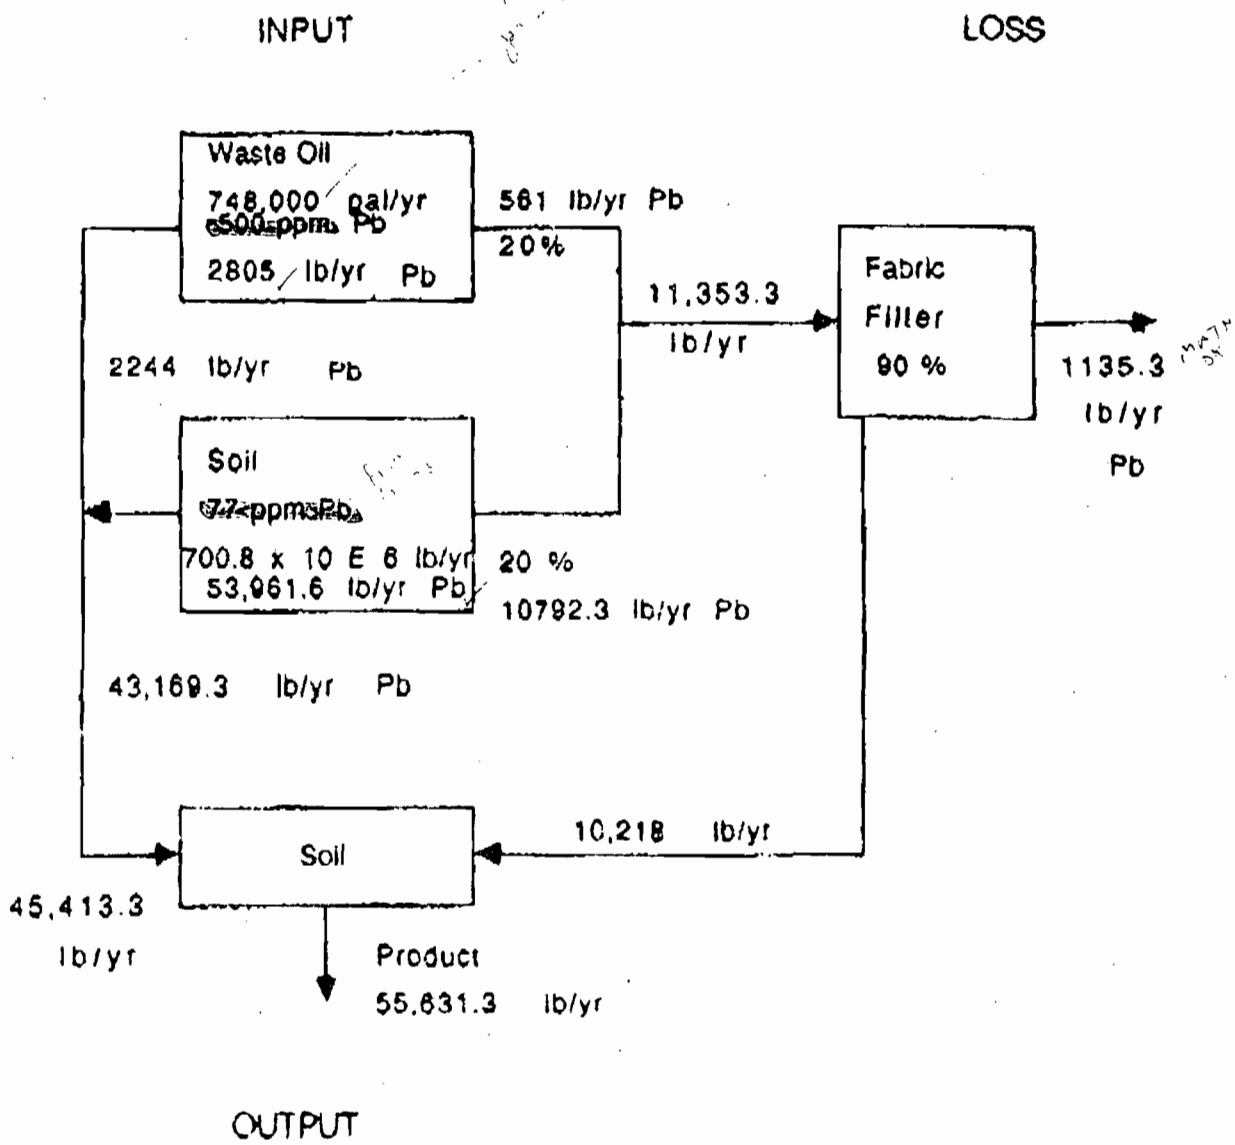 INPUT
LOSS
Waste Oil
748,000 gal/yr
500 ppm Pb
2805 lb/yr Pb
561 lb/yr Pb
20%
11,353.3
lb/yr
Fabric
Filter
90 %
1135.3
lb/yr
Pb
2244 lb/yr Pb
Soil
77 ppm Pb
700.8 x 10 E 6 lb/yr
53,961.6 lb/yr Pb
20 %
10792.3 lb/yr Pb
43,169.3 lb/yr Pb
Soil
10,218 lb/yr
45,413.3
lb/yr
Product
55,631.3 lb/yr
OUTPUT